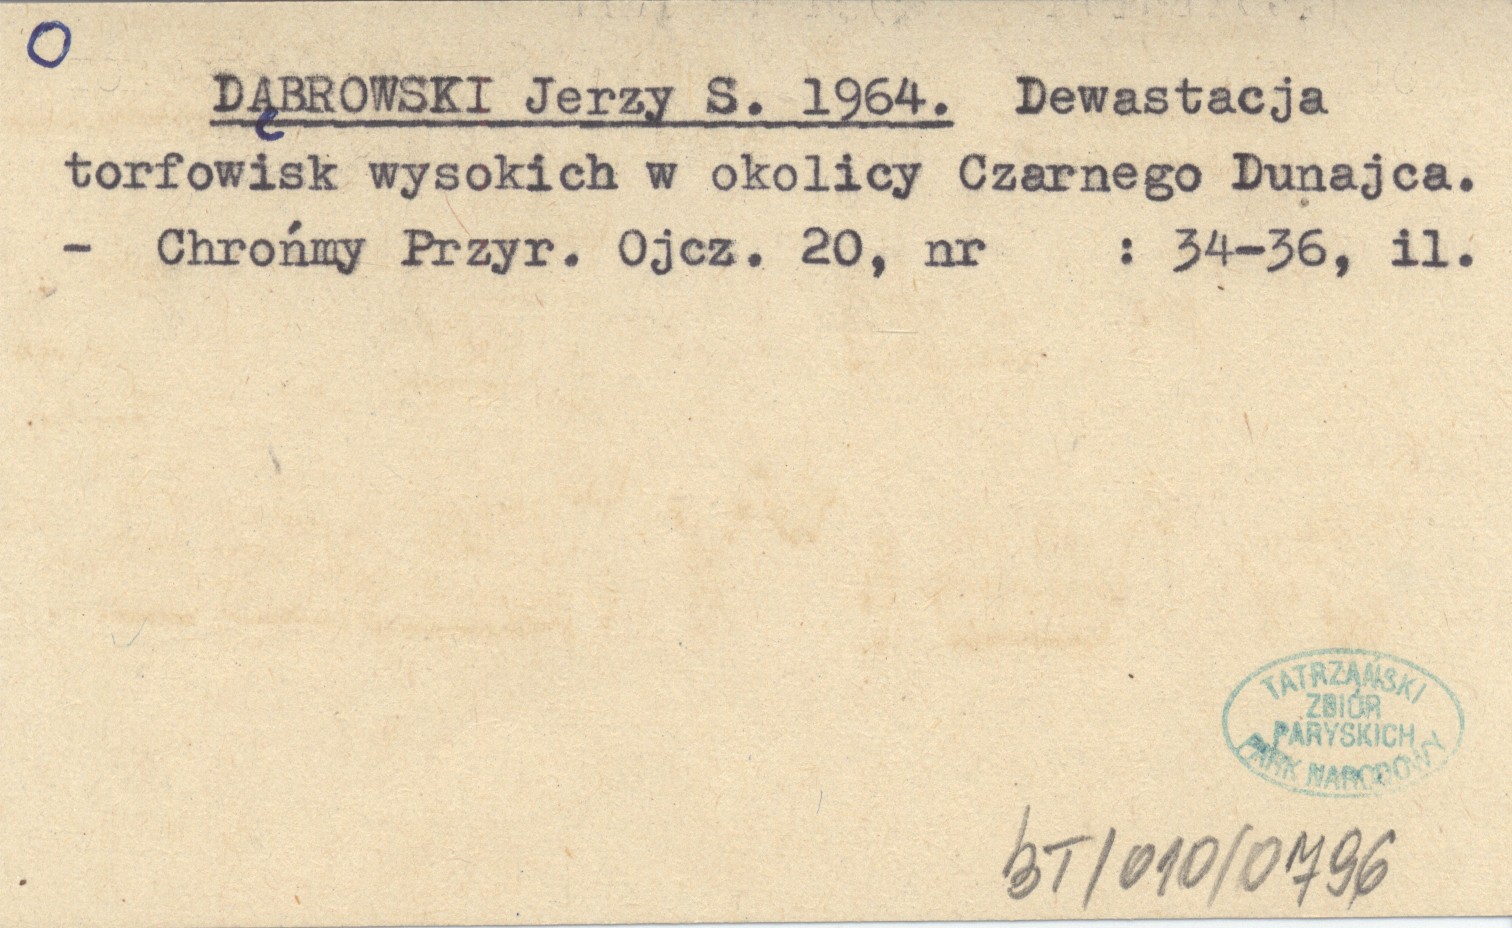 O
DĄBROWSKI Jerzy S. 1964. Dewastacja
torfowisk wysokich w okolicy Czarnego Dunajca.
- Chrońmy Przyr. Ojcz. 20, nr : 34-36, il.
TATRZAŃSKI
ZBIÓR
PARYSKICH
PARK NARODOWY
BT/010/0796